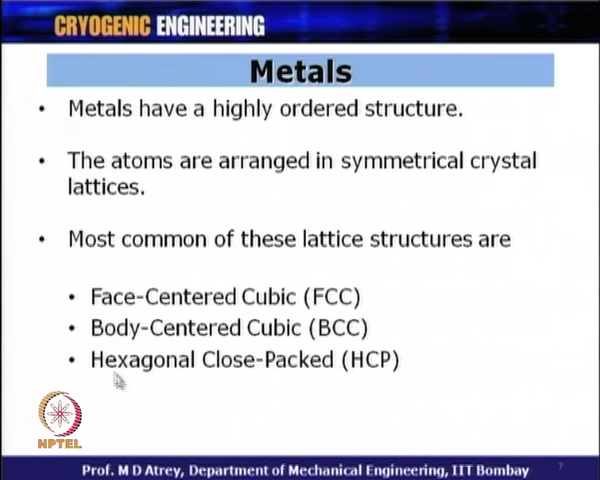 CRYOGENIC ENGINEERING
Metals
• Metals have a highly ordered structure.
• The atoms are arranged in symmetrical crystal
lattices.
• Most common of these lattice structures are
• Face-Centered Cubic (FCC)
• Body-Centered Cubic (BCC)
• Hexagonal Close-Packed (HCP)
NPTEL
Prof. M D Atrey, Department of Mechanical Engineering, IIT Bombay
7